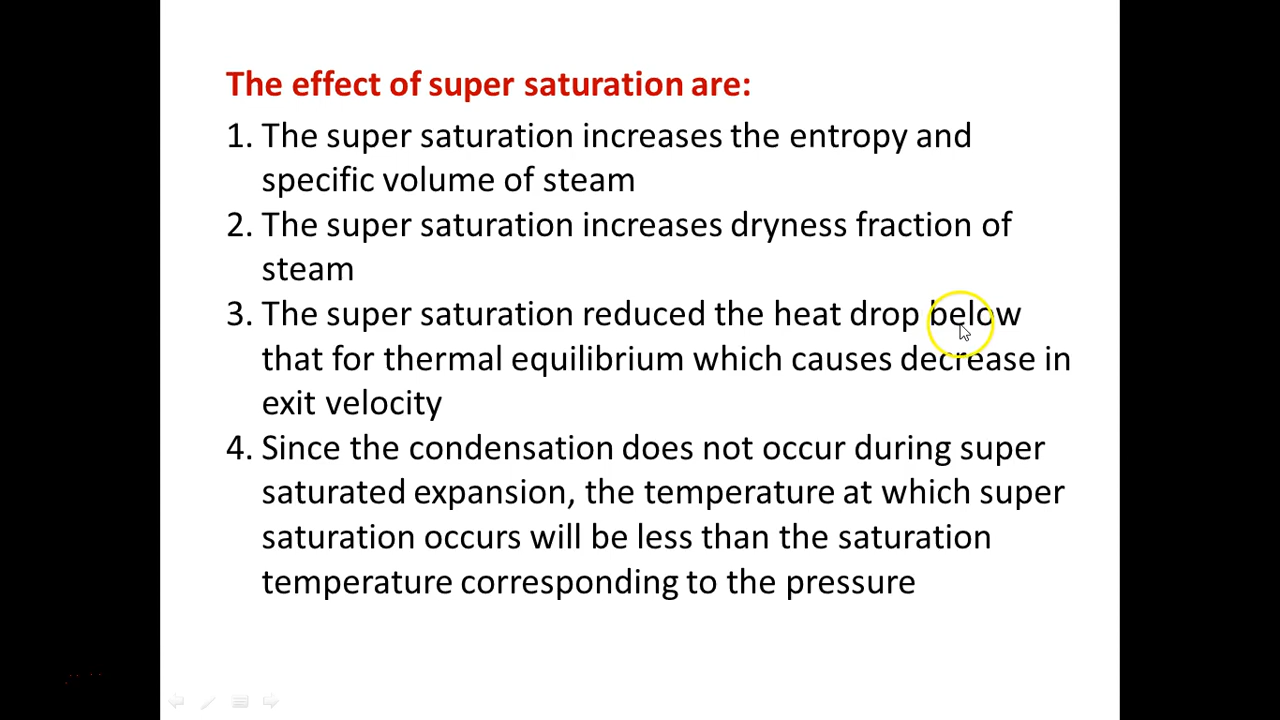 The effect of super saturation are:
1. The super saturation increases the entropy and
specific volume of steam
2. The super saturation increases dryness fraction of
steam
3. The super saturation reduced the heat drop below
that for thermal equilibrium which causes decrease in
exit velocity
4. Since the condensation does not occur during super
saturated expansion, the temperature at which super
saturation occurs will be less than the saturation
temperature corresponding to the pressure